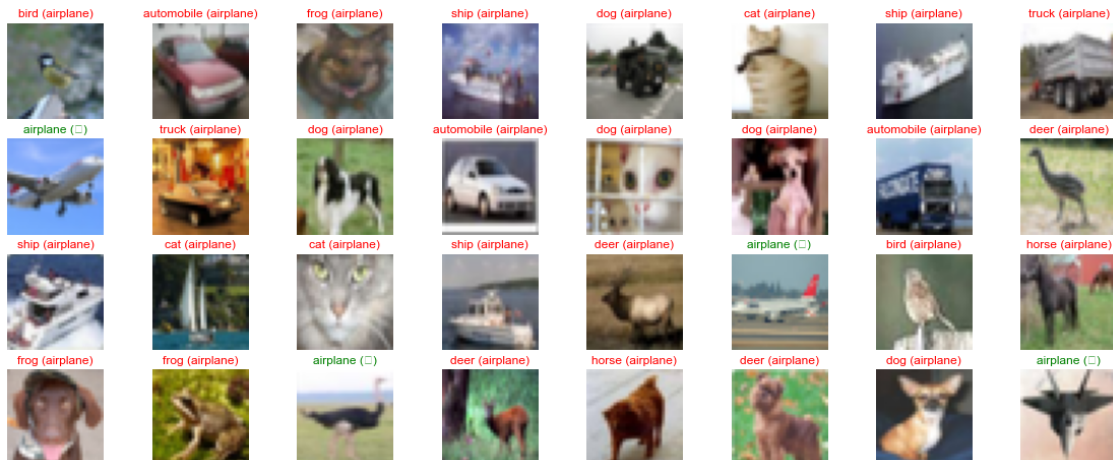 bird (airplane) automobile (airplane) frog (airplane) ship (airplane) dog (airplane) cat (airplane) ship (airplane) truck (airplane)
airplane (□) truck (airplane) dog (airplane) automobile (airplane) dog (airplane) dog (airplane) automobile (airplane) deer (airplane)
ship (airplane) cat (airplane) cat (airplane) ship (airplane) deer (airplane) airplane (□) bird (airplane) horse (airplane)
frog (airplane) frog (airplane) airplane (□) deer (airplane) horse (airplane) deer (airplane) dog (airplane) airplane (□)